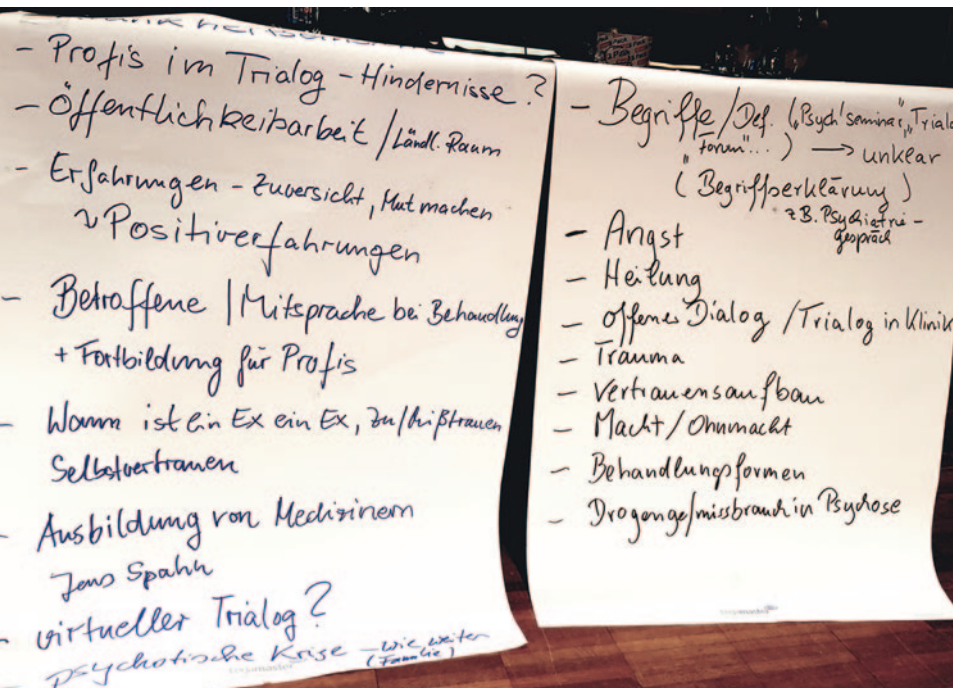 - Profis im Trialog - Hindernisse ?
- Öffentlichkeibarbeit / Ländl. Raum
- Erfahrungen - Zuversicht, Mut machen
Positiverfahrungen
- Betroffene / Mitsprache bei Behandlung
+ Fortbildung für Profis
- Wann ist ein Ex ein Ex, Zu/Mißtrauen
Selbstvertrauen
- Ausbildung von Medizinern
Jens Spahn
- virtueller Trialog ?
psychotische Krise - wie weiter
(Familie)
- Begriffe / Def. („Psych'seminar", „Trialog
Forum"... ) → unklar
( Begriffserklärung )
z.B. Psychiatrie-
gespräch
- Angst
- Heilung
- offener Dialog / Trialog in Klinik
- Trauma
- Vertrauensaufbau
- Macht / Ohnmacht
- Behandlungsformen
- Drogenge/missbrauch in Psychose